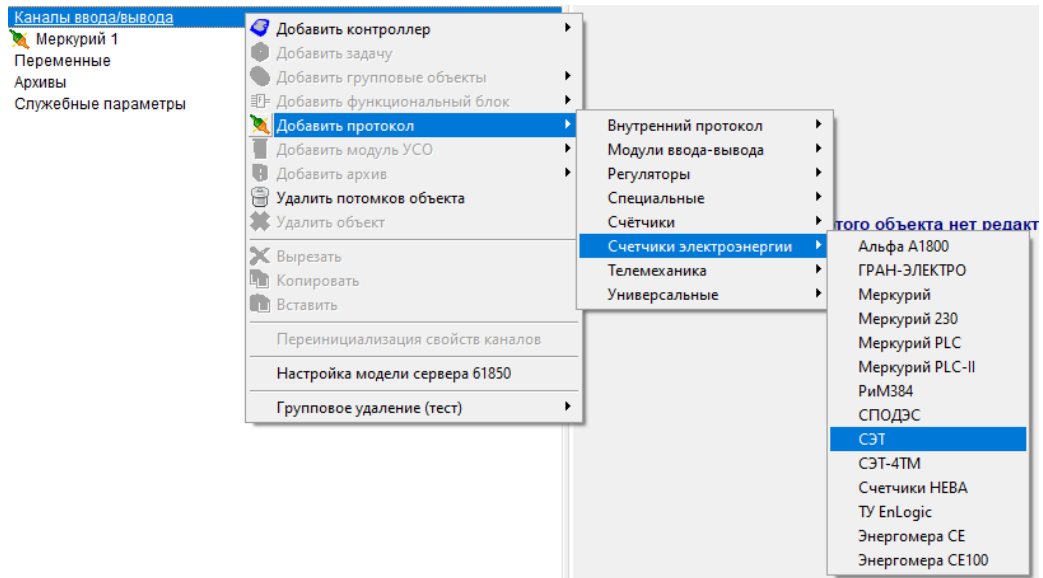 Каналы ввода/вывода
Меркурий 1
Переменные
Архивы
Служебные параметры
Добавить контроллер
Добавить задачу
Добавить групповые объекты
Добавить функциональный блок
Добавить протокол
Добавить модуль УСО
Добавить архив
Удалить потомков объекта
Удалить объект
Вырезать
Копировать
Вставить
Переинициализация свойств каналов
Настройка модели сервера 61850
Групповое удаление (тест)
Внутренний протокол
Модули ввода-вывода
Регуляторы
Специальные
Счётчики
Счетчики электроэнергии
Телемеханика
Универсальные
того объекта нет редакт
Альфа А1800
ГРАН-ЭЛЕКТРО
Меркурий
Меркурий 230
Меркурий PLC
Меркурий PLC-II
РиМ384
СПОДЭС
СЭТ
СЭТ-4ТМ
Счетчики НЕВА
ТУ EnLogic
Энергомера СЕ
Энергомера СЕ100